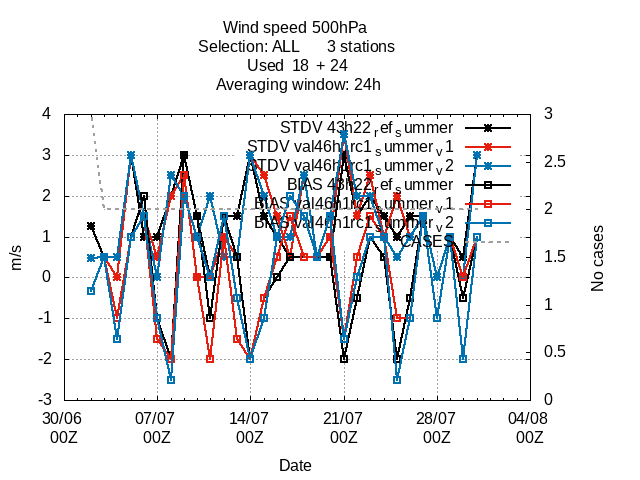 Wind speed 500hPa
Selection: ALL 3 stations
Used 18 + 24
Averaging window: 24h
STDV 43h22_ref_summer
STDV val46h1rc1_summer_v1
STDV val46h1rc1_summer_v2
BIAS 43h22_ref_summer
BIAS val46h1rc1_summer_v1
BIAS val46h1rc1_summer_v2
CASES
4
3
2
1
0
-1
-2
-3
m/s
3
2.5
2
1.5
1
0.5
0
No cases
30/06 07/07 14/07 21/07 28/07 04/08
00Z 00Z 00Z 00Z 00Z 00Z
Date